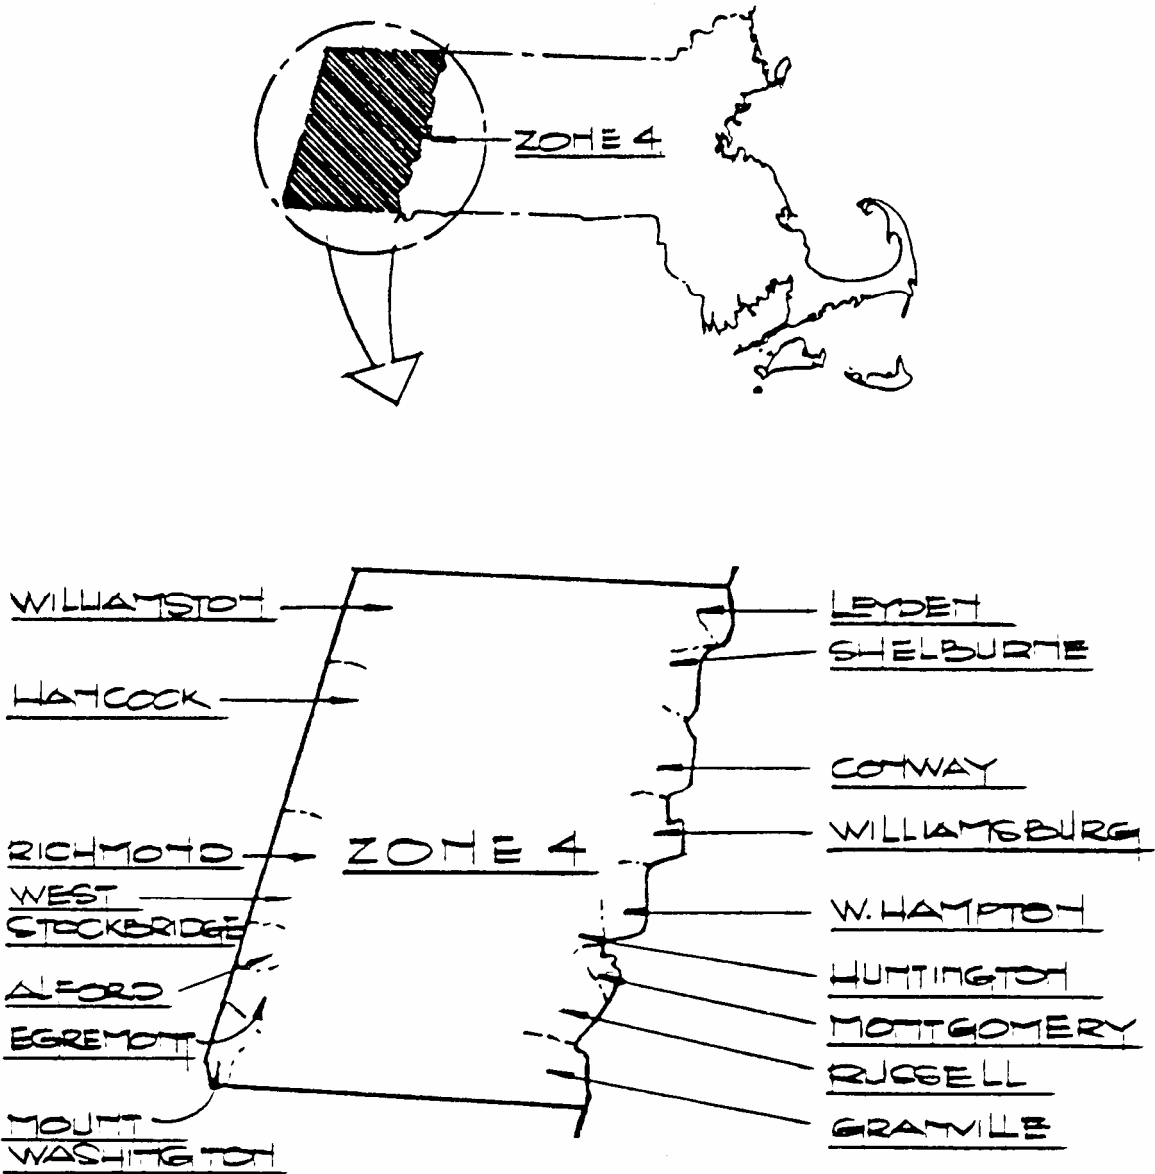 ZONE 4
WILLIAMSTON
HANCOCK
RICHMOND
WEST
STOCKBRIDGE
ALFORD
EGREMONT
MOUNT
WASHINGTON
ZONE 4
LEYDEN
SHELBURNE
CONWAY
WILLIAMSBURG
W. HAMPTON
HUNTINGTON
MONTGOMERY
RUSSELL
GRANVILLE